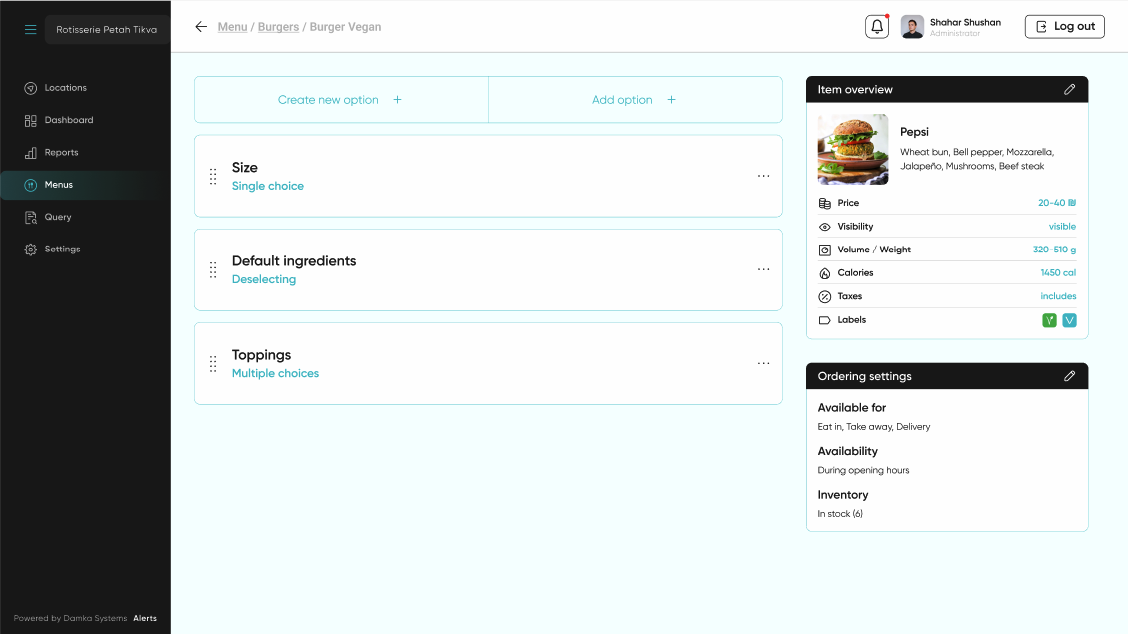 Rotisserie Petah Tikva
Locations
Dashboard
Reports
Menus
Query
Settings
Powered by Damka Systems Alerts
Menu / Burgers / Burger Vegan
Shahar Shushan
Administrator
Log out
Create new option +
Add option +
Size
Single choice
Default ingredients
Deselecting
Toppings
Multiple choices
Item overview
Pepsi
Wheat bun, Bell pepper, Mozzarella,
Jalapeño, Mushrooms, Beef steak
Price 20-40 ₪
Visibility visible
Volume / Weight 320-510 g
Calories 1450 cal
Taxes includes
Labels
Ordering settings
Available for
Eat in, Take away, Delivery
Availability
During opening hours
Inventory
In stock (6)